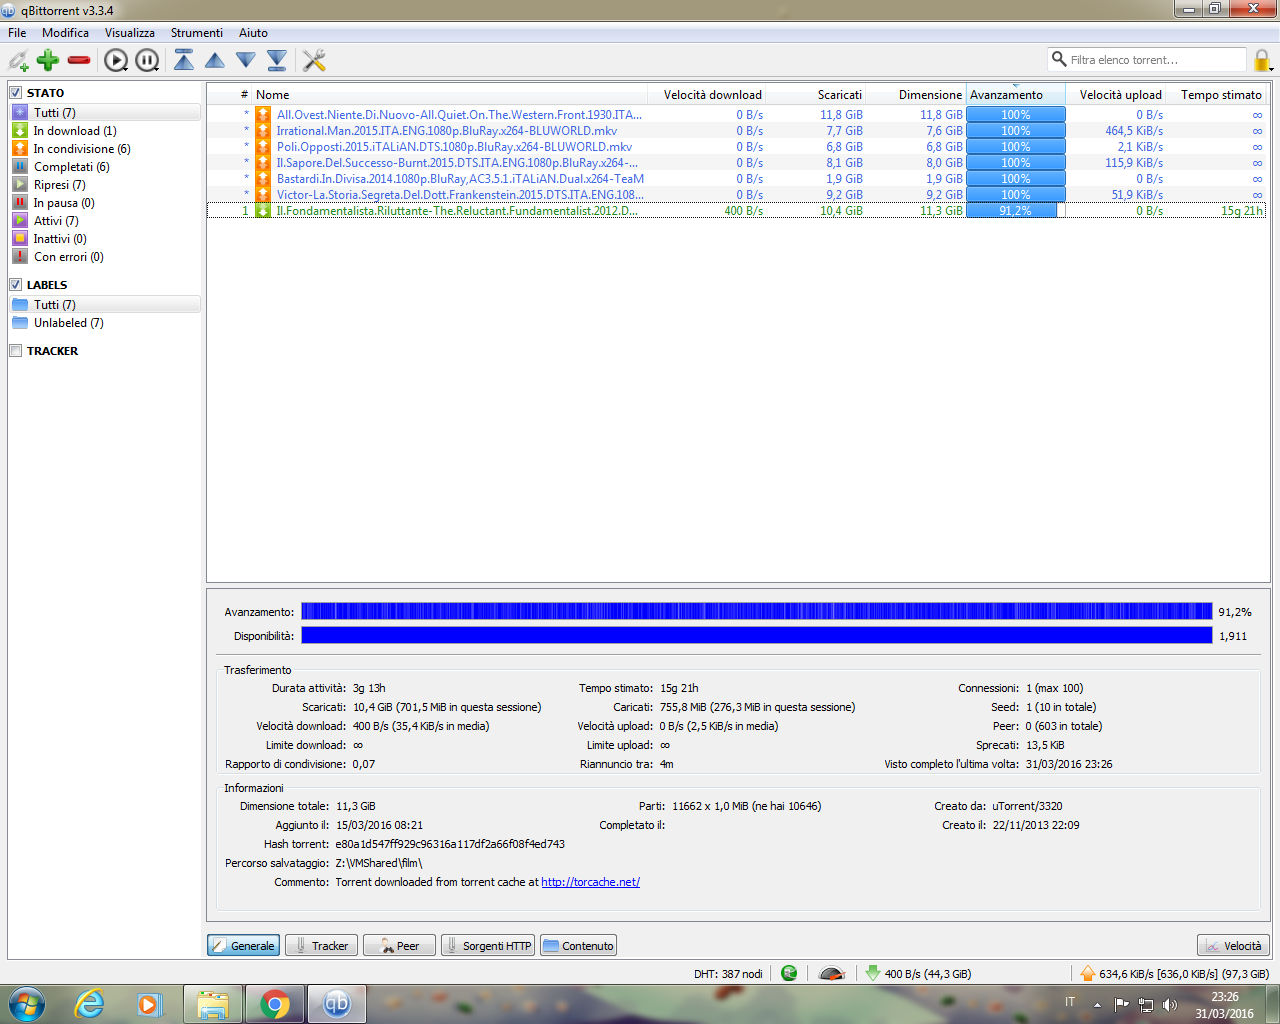 qBittorrent v3.3.4
File Modifica Visualizza Strumenti Aiuto
Filtra elenco torrent...
STATO
Tutti (7)
In download (1)
In condivisione (6)
Completati (6)
Ripresi (7)
In pausa (0)
Attivi (7)
Inattivi (0)
Con errori (0)
LABELS
Tutti (7)
Unlabeled (7)
TRACKER
# Nome Velocità download Scaricati Dimensione Avanzamento Velocità upload Tempo stimato
* All.Ovest.Niente.Di.Nuovo-All.Quiet.On.The.Western.Front.1930.ITA... 0 B/s 11,8 GiB 11,8 GiB 100% 0 B/s ∞
* Irrational.Man.2015.ITA.ENG.1080p.BluRay.x264-BLUWORLD.mkv 0 B/s 7,7 GiB 7,6 GiB 100% 464,5 KiB/s ∞
* Poli.Opposti.2015.iTALiAN.DTS.1080p.BluRay.x264-BLUWORLD.mkv 0 B/s 6,8 GiB 6,8 GiB 100% 2,1 KiB/s ∞
* Il.Sapore.Del.Successo-Burnt.2015.DTS.ITA.ENG.1080p.BluRay.x264-... 0 B/s 8,1 GiB 8,0 GiB 100% 115,9 KiB/s ∞
* Bastardi.In.Divisa.2014.1080p.BluRay,AC3.5.1.iTALiAN.Dual.x264-TeaM 0 B/s 1,9 GiB 1,9 GiB 100% 0 B/s ∞
* Victor-La.Storia.Segreta.Del.Dott.Frankenstein.2015.DTS.ITA.ENG.108... 0 B/s 9,2 GiB 9,2 GiB 100% 51,9 KiB/s ∞
1 Il.Fondamentalista.Riluttante-The.Reluctant.Fundamentalist.2012.D... 400 B/s 10,4 GiB 11,3 GiB 91,2% 0 B/s 15g 21h
Avanzamento: 91,2%
Disponibilità: 1,911
Trasferimento
Durata attività: 3g 13h Tempo stimato: 15g 21h Connessioni: 1 (max 100)
Scaricati: 10,4 GiB (701,5 MiB in questa sessione) Caricati: 755,8 MiB (276,3 MiB in questa sessione) Seed: 1 (10 in totale)
Velocità download: 400 B/s (35,4 KiB/s in media) Velocità upload: 0 B/s (2,5 KiB/s in media) Peer: 0 (603 in totale)
Limite download: ∞ Limite upload: ∞ Sprecati: 13,5 KiB
Rapporto di condivisione: 0,07 Riannuncio tra: 4m Visto completo l'ultima volta: 31/03/2016 23:26
Informazioni
Dimensione totale: 11,3 GiB Parti: 11662 x 1,0 MiB (ne hai 10646) Creato da: uTorrent/3320
Aggiunto il: 15/03/2016 08:21 Completato il: Creato il: 22/11/2013 22:09
Hash torrent: e80a1d547ff929c96316a117df2a66f08f4ed743
Percorso salvataggio: Z:\VMShared\film\
Commento: Torrent downloaded from torrent cache at http://torcache.net/
Generale Tracker Peer Sorgenti HTTP Contenuto Velocità
DHT: 387 nodi 400 B/s (44,3 GiB) 634,6 KiB/s [636,0 KiB/s] (97,3 GiB)
qb IT 23:26
31/03/2016